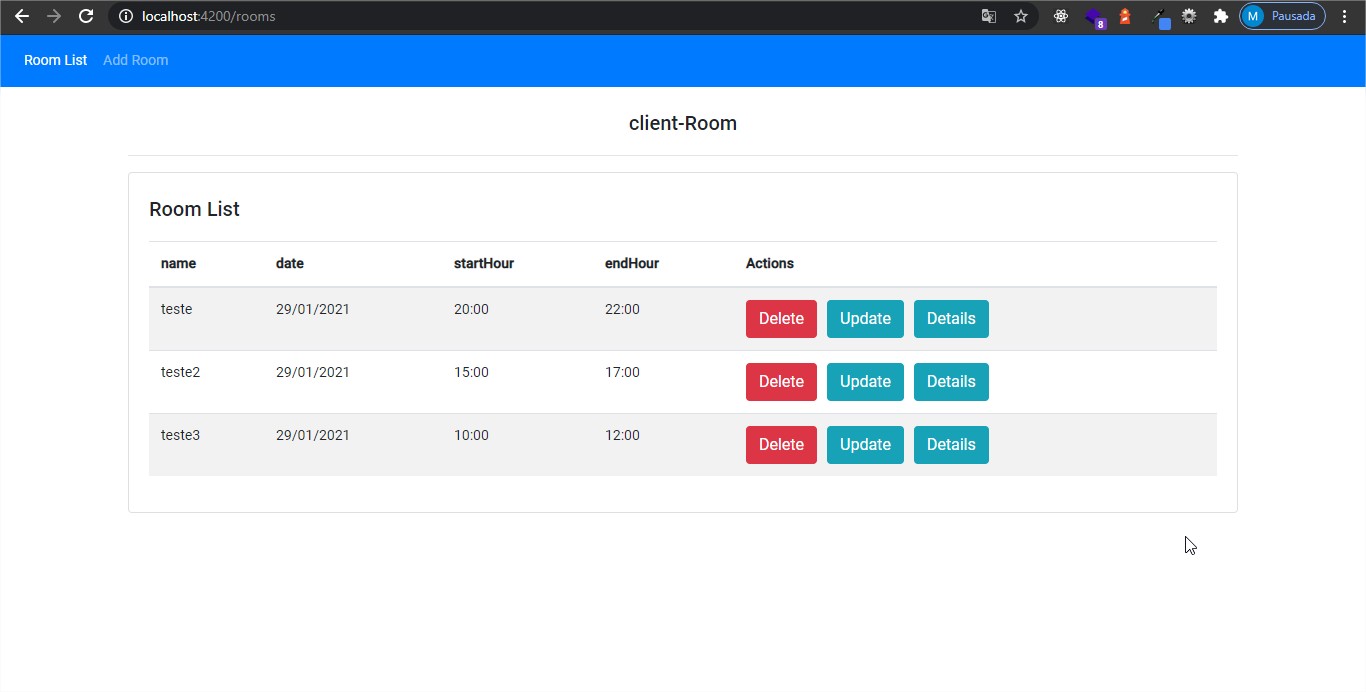 localhost:4200/rooms
8
M Pausada
Room List Add Room
client-Room
Room List
name date startHour endHour Actions
teste 29/01/2021 20:00 22:00 Delete Update Details
teste2 29/01/2021 15:00 17:00 Delete Update Details
teste3 29/01/2021 10:00 12:00 Delete Update Details